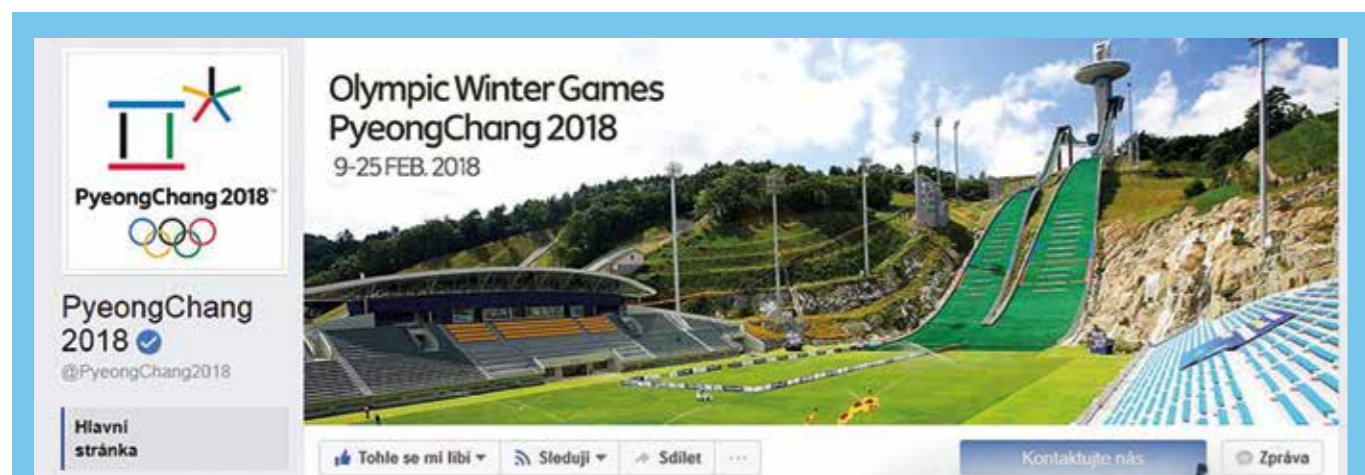 PyeongChang 2018™
Olympic Winter Games
PyeongChang 2018
9-25 FEB. 2018
PyeongChang
2018
@PyeongChang2018
Hlavní
stránka
Tohle se mi líbí
Sleduji
Sdílet
...
Kontaktujte nás
Zpráva